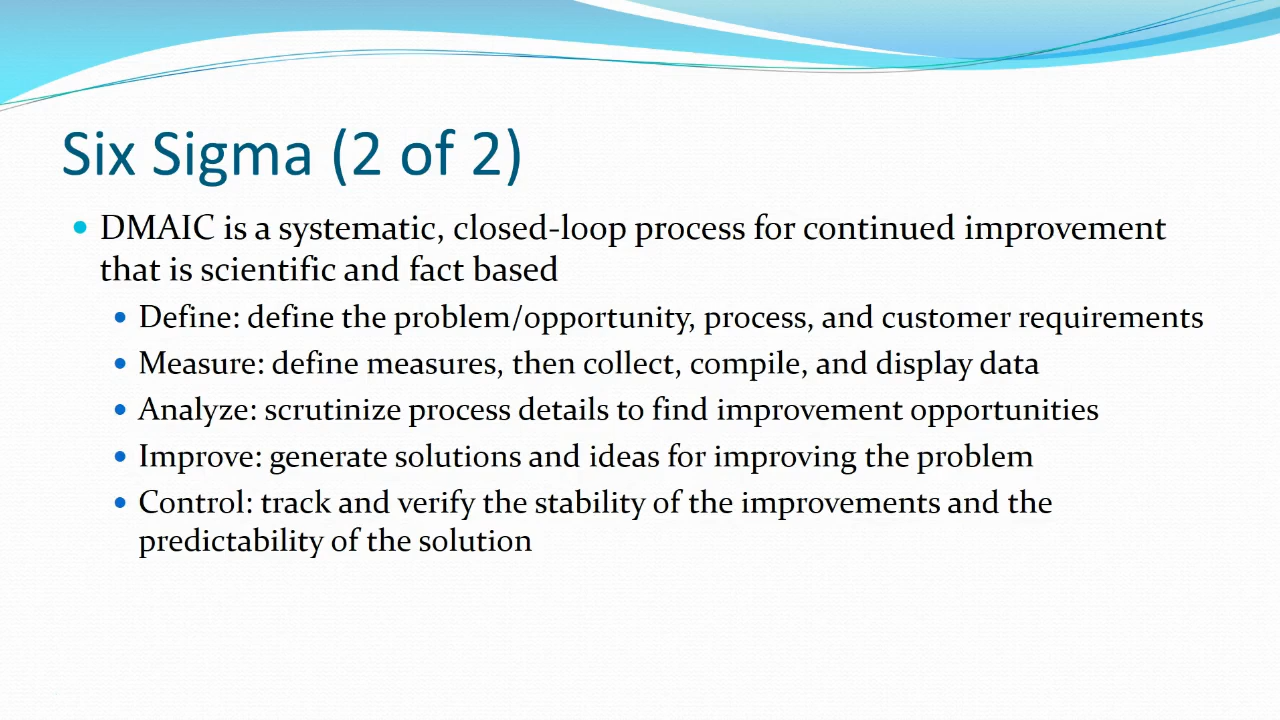 Six Sigma (2 of 2)
• DMAIC is a systematic, closed-loop process for continued improvement
that is scientific and fact based
• Define: define the problem/opportunity, process, and customer requirements
• Measure: define measures, then collect, compile, and display data
• Analyze: scrutinize process details to find improvement opportunities
• Improve: generate solutions and ideas for improving the problem
• Control: track and verify the stability of the improvements and the
predictability of the solution